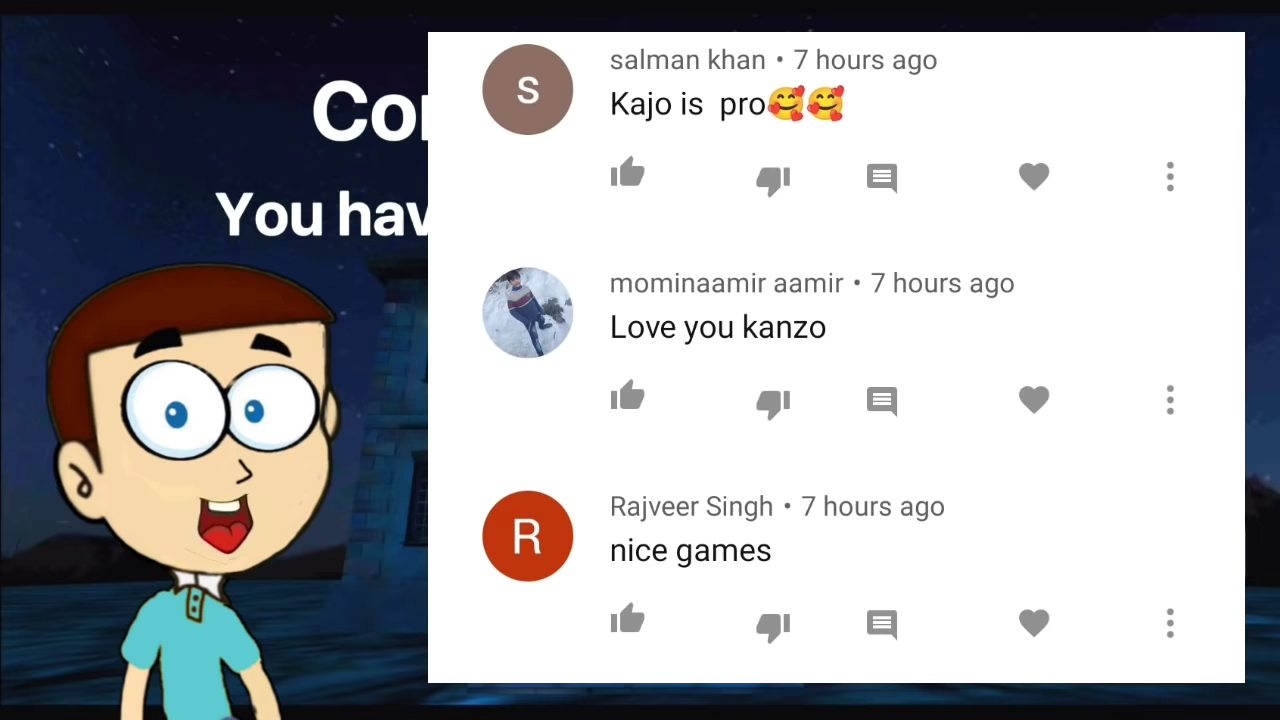 Co
You hav
S
salman khan • 7 hours ago
Kajo is pro🥰🥰
mominaamir aamir • 7 hours ago
Love you kanzo
R
Rajveer Singh • 7 hours ago
nice games